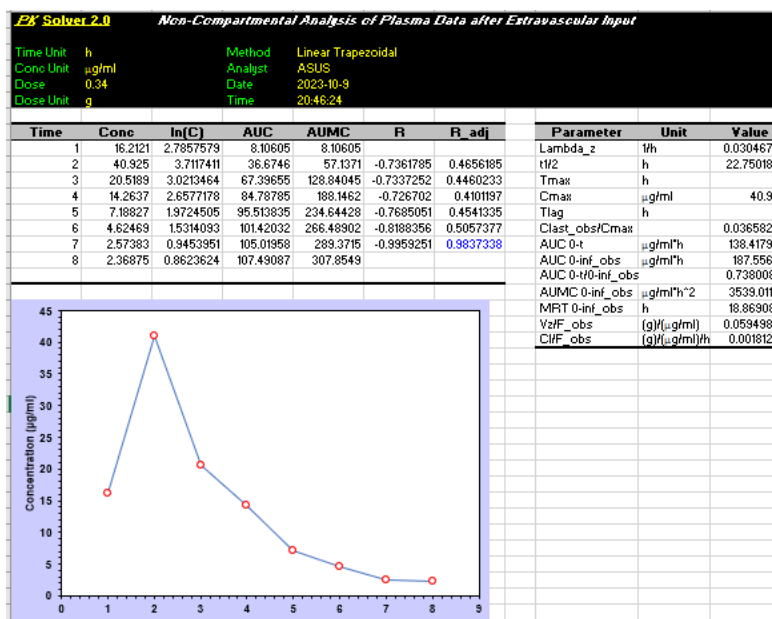 PK Solver 2.0 Non-Compartmental Analysis of Plasma Data after Extravascular Input
Time Unit h Method Linear Trapezoidal
Conc Unit µg/ml Analyst ASUS
Dose 0.34 Date 2023-10-9
Dose Unit g Time 20:46:24
Time Conc ln(C) AUC AUMC R R_adj
1 16.2121 2.7857579 8.10605 8.10605
2 40.925 3.7117411 36.6746 57.1371 -0.7361785 0.4656185
3 20.5189 3.0213464 67.39655 128.84045 -0.7337252 0.4460233
4 14.2637 2.6577178 84.78785 188.1462 -0.726702 0.4101197
5 7.18827 1.9724505 95.513835 234.64428 -0.7685051 0.4541335
6 4.62469 1.5314093 101.42032 266.48902 -0.8188356 0.5057377
7 2.57383 0.9453951 105.01958 289.3715 -0.9959251 0.9837338
8 2.36875 0.8623624 107.49087 307.8549
Parameter Unit Value
Lambda_z 1/h 0.030467
t1/2 h 22.75018
Tmax h
Cmax µg/ml 40.9
Tlag h
Clast_obs/Cmax 0.036582
AUC 0-t µg/ml*h 138.4179
AUC 0-inf_obs µg/ml*h 187.556
AUC 0-t/0-inf_obs 0.738008
AUMC 0-inf_obs µg/ml*h^2 3539.011
MRT 0-inf_obs h 18.86908
Vz/F_obs (g)/(µg/ml) 0.059498
Cl/F_obs (g)/(µg/ml)/h 0.001812
Concentration (µg/ml)
45
40
35
30
25
20
15
10
5
0
0 1 2 3 4 5 6 7 8 9